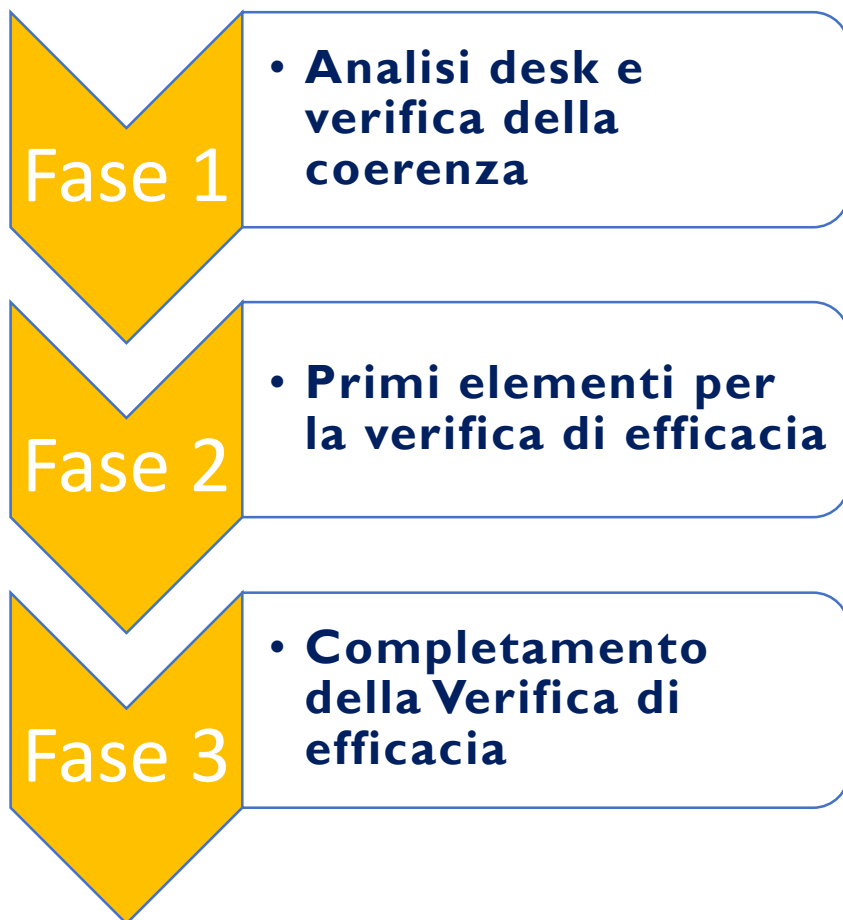 Fase 1
• Analisi desk e
verifica della
coerenza
Fase 2
• Primi elementi per
la verifica di efficacia
Fase 3
• Completamento
della Verifica di
efficacia